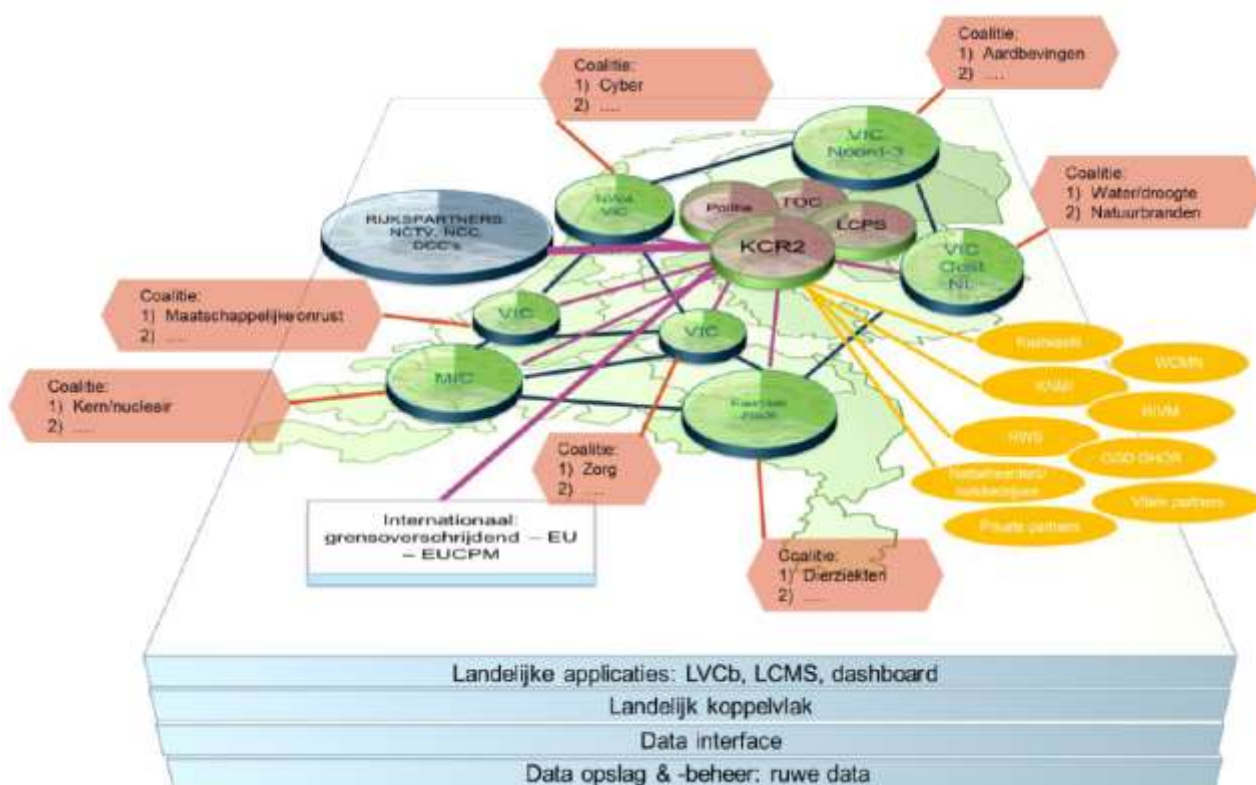 Coalitie:
1) Aardbevingen
2) ....
Coalitie:
1) Cyber
2) ....
VIC
Noord-3
Coalitie:
1) Water/droogte
2) Natuurbranden
VIC
Politie
TOC
LCPS
KCR2
RIJKSPARTNERS:
NCTV, NCC,
DCC's
VIC
Oost
NL
Coalitie:
1) Maatschappelijke onrust
2) ....
VIC
VIC
MIC
Coalitie:
1) Kern/nucleair
2) ....
WCMN
KNMI
RIVM
RWS
GGD GHOR
Vitale partners
Private partners
Coalitie:
1) Zorg
2) ....
Internationaal:
grensoverschrijdend – EU
– EUCPM
Coalitie:
1) Dierziekten
2) ....
Landelijke applicaties: LVCb, LCMS, dashboard
Landelijk koppelvlak
Data interface
Data opslag & -beheer: ruwe data